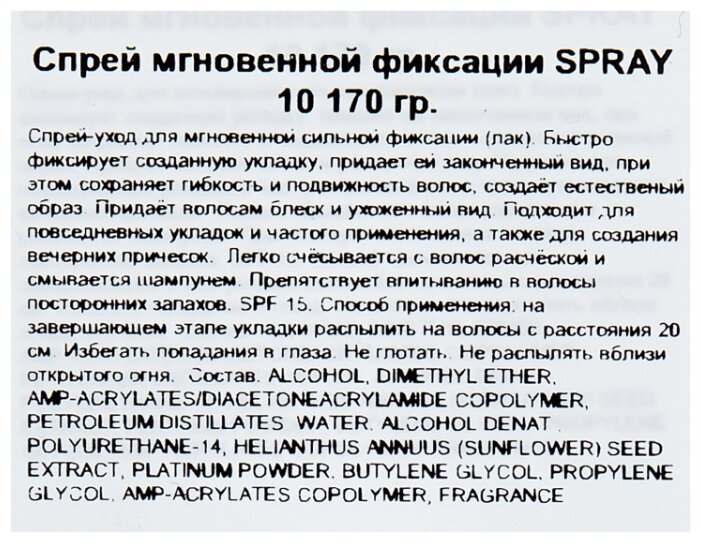 Спрей мгновенной фиксации SPRAY
10 170 гр.
Спрей-уход для мгновенной сильной фиксации (лак). Быстро
фиксирует созданную укладку, придает ей законченный вид, при
этом сохраняет гибкость и подвижность волос, создаёт естественый
образ. Придаёт волосам блеск и ухоженный вид. Подходит для
повседневных укладок и частого применения, а также для создания
вечерних причесок. Легко счёсывается с волос расчёской и
смывается шампунем. Препятствует впитыванию в волосы
посторонних запахов. SPF 15. Способ применения: на
завершающем этапе укладки распылить на волосы с расстояния 20
см. Избегать попадания в глаза. Не глотать. Не распылять вблизи
открытого огня. Состав. ALCOHOL, DIMETHYL ETHER,
AMP-ACRYLATES/DIACETONEACRYLAMIDE COPOLYMER,
PETROLEUM DISTILLATES WATER, ALCOHOL DENAT
POLYURETHANE-14, HELIANTHUS ANNUUS (SUNFLOWER) SEED
EXTRACT, PLATINUM POWDER, BUTYLENE GLYCOL, PROPYLENE
GLYCOL, AMP-ACRYLATES COPOLYMER, FRAGRANCE